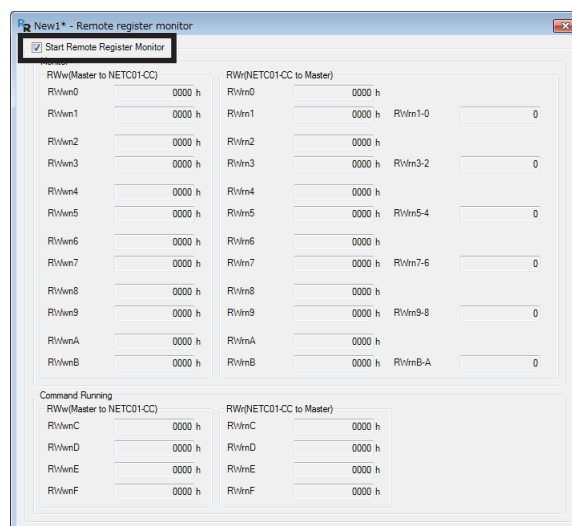 RR New1* - Remote register monitor
Start Remote Register Monitor
Monitor
RWw(Master to NETC01-CC) RWr(NETC01-CC to Master)
RWwn0 0000 h RWrn0 0000 h
RWwn1 0000 h RWrn1 0000 h RWrn1-0 0
RWwn2 0000 h RWrn2 0000 h
RWwn3 0000 h RWrn3 0000 h RWrn3-2 0
RWwn4 0000 h RWrn4 0000 h
RWwn5 0000 h RWrn5 0000 h RWrn5-4 0
RWwn6 0000 h RWrn6 0000 h
RWwn7 0000 h RWrn7 0000 h RWrn7-6 0
RWwn8 0000 h RWrn8 0000 h
RWwn9 0000 h RWrn9 0000 h RWrn9-8 0
RWwnA 0000 h RWrnA 0000 h
RWwnB 0000 h RWrnB 0000 h RWrnB-A 0
Command Running
RWw(Master to NETC01-CC) RWr(NETC01-CC to Master)
RWwnC 0000 h RWrnC 0000 h
RWwnD 0000 h RWrnD 0000 h
RWwnE 0000 h RWrnE 0000 h
RWwnF 0000 h RWrnF 0000 h